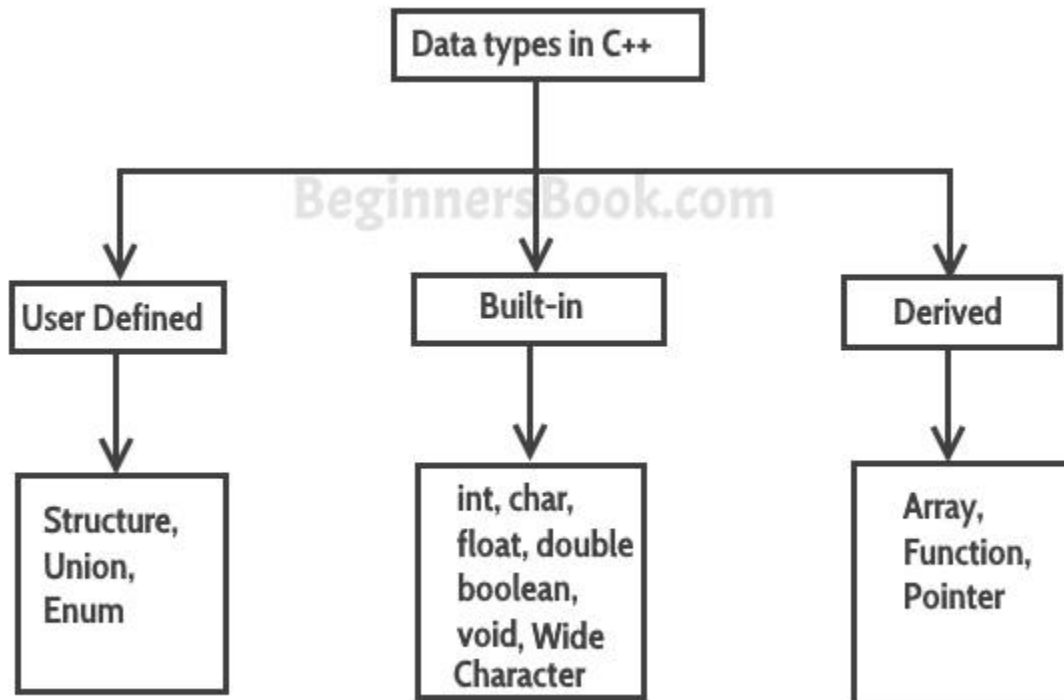 Data types in C++
BeginnersBook.com
User Defined
Built-in
Derived
Structure,
Union,
Enum
int, char,
float, double
boolean,
void, Wide
Character
Array,
Function,
Pointer